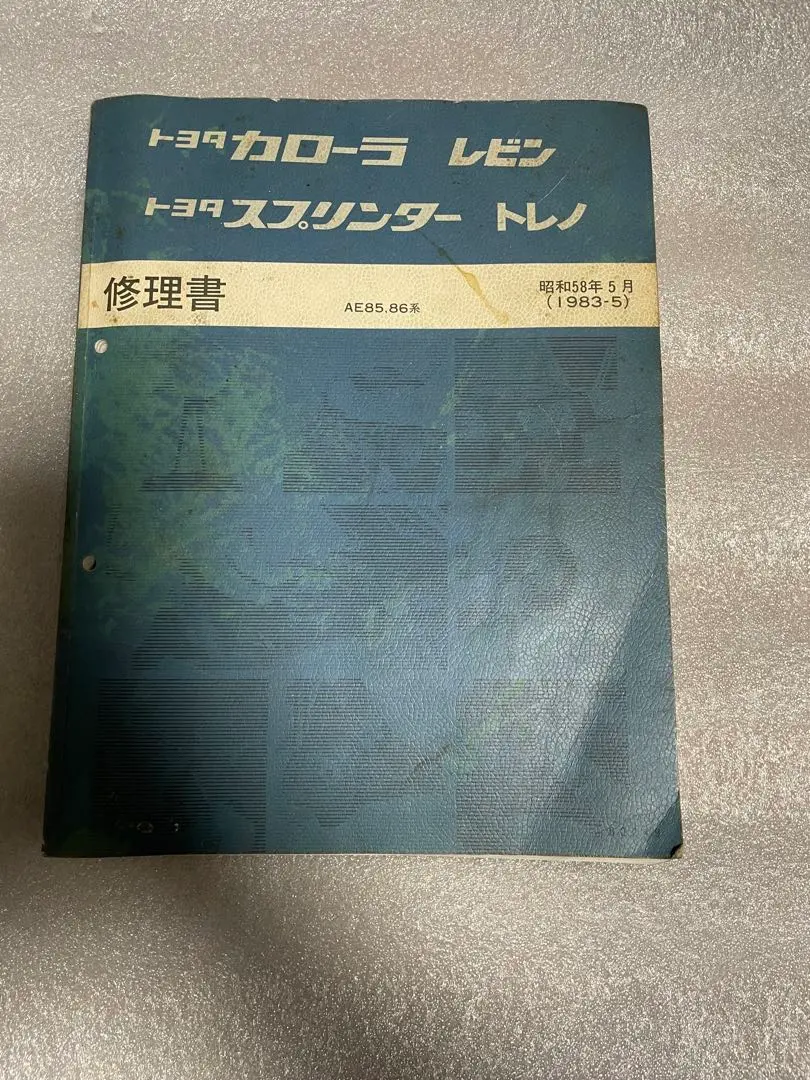 トヨタ カローラ レビン
トヨタ スプリンター トレノ
修理書
AE85,86系
昭和58年5月
(1983-5)